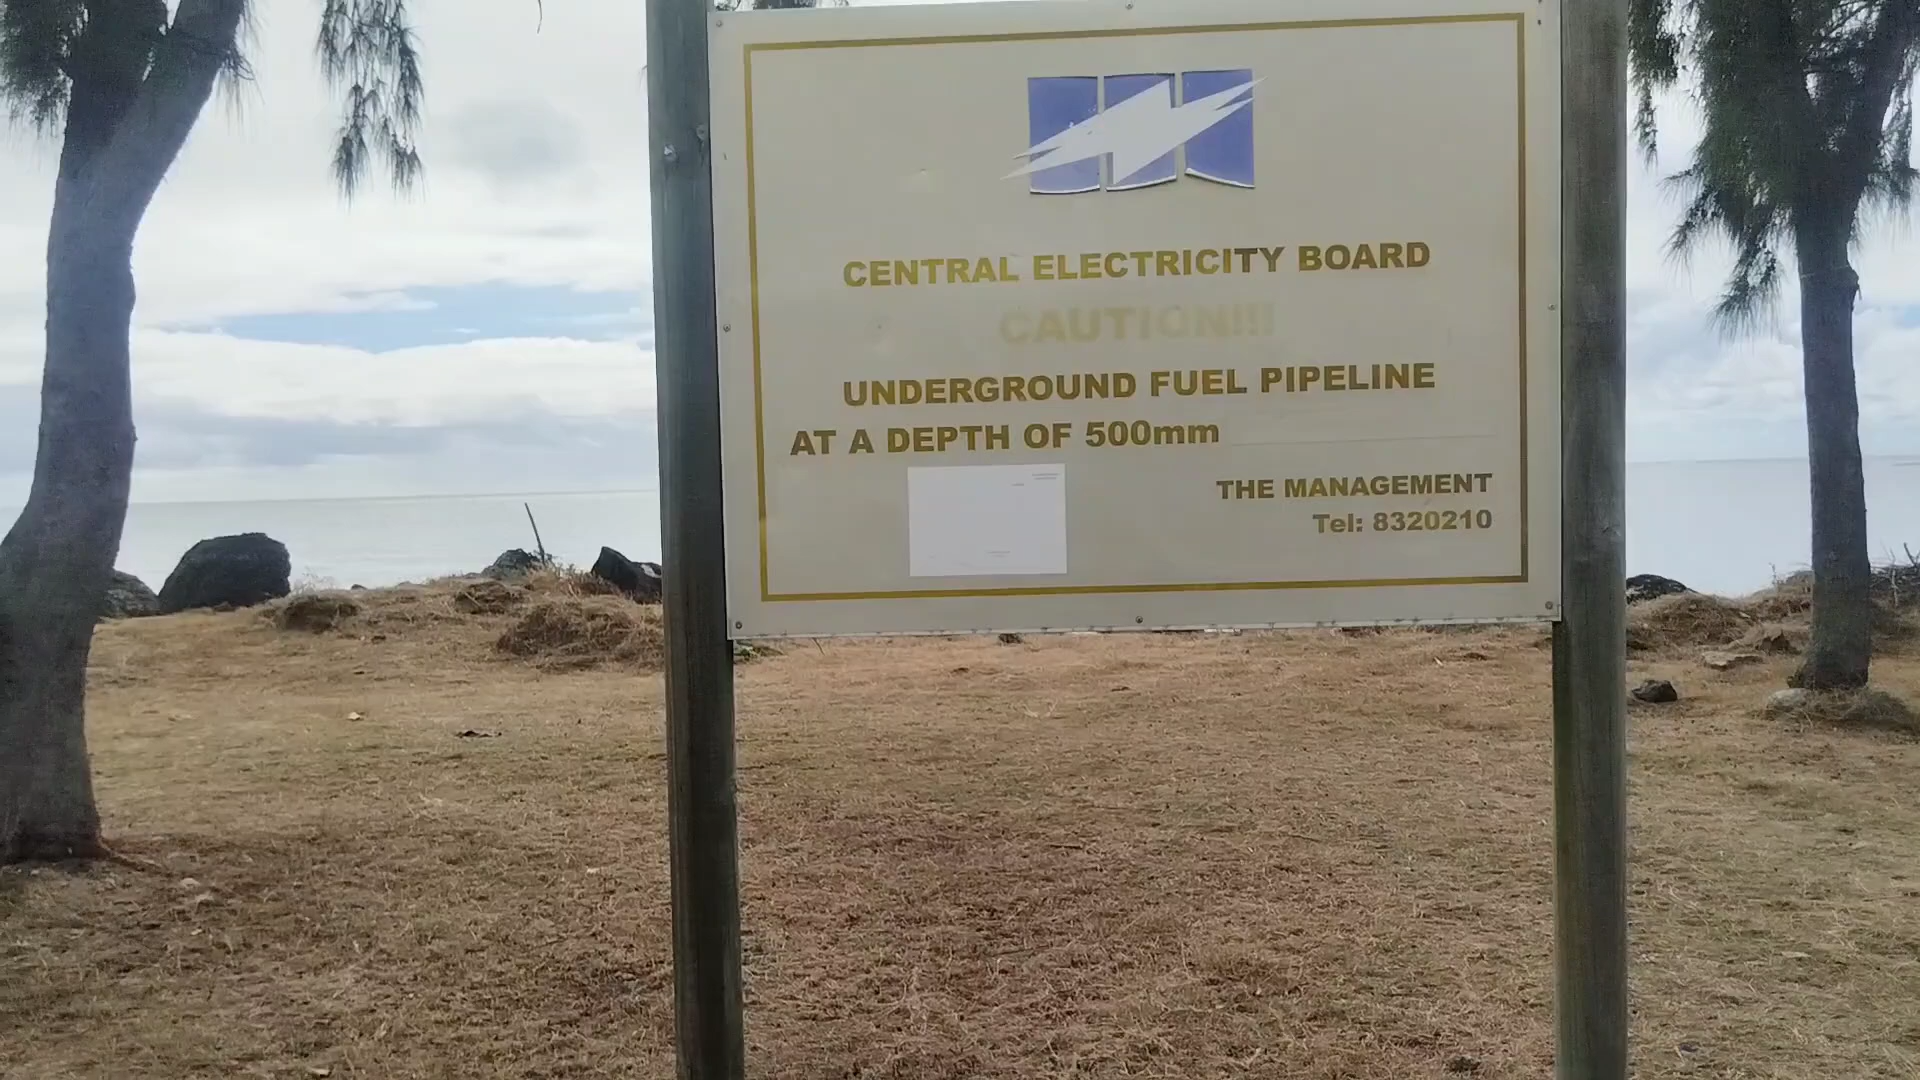 CENTRAL ELECTRICITY BOARD
CAUTION!!!
UNDERGROUND FUEL PIPELINE
AT A DEPTH OF 500mm
THE MANAGEMENT
Tel: 8320210